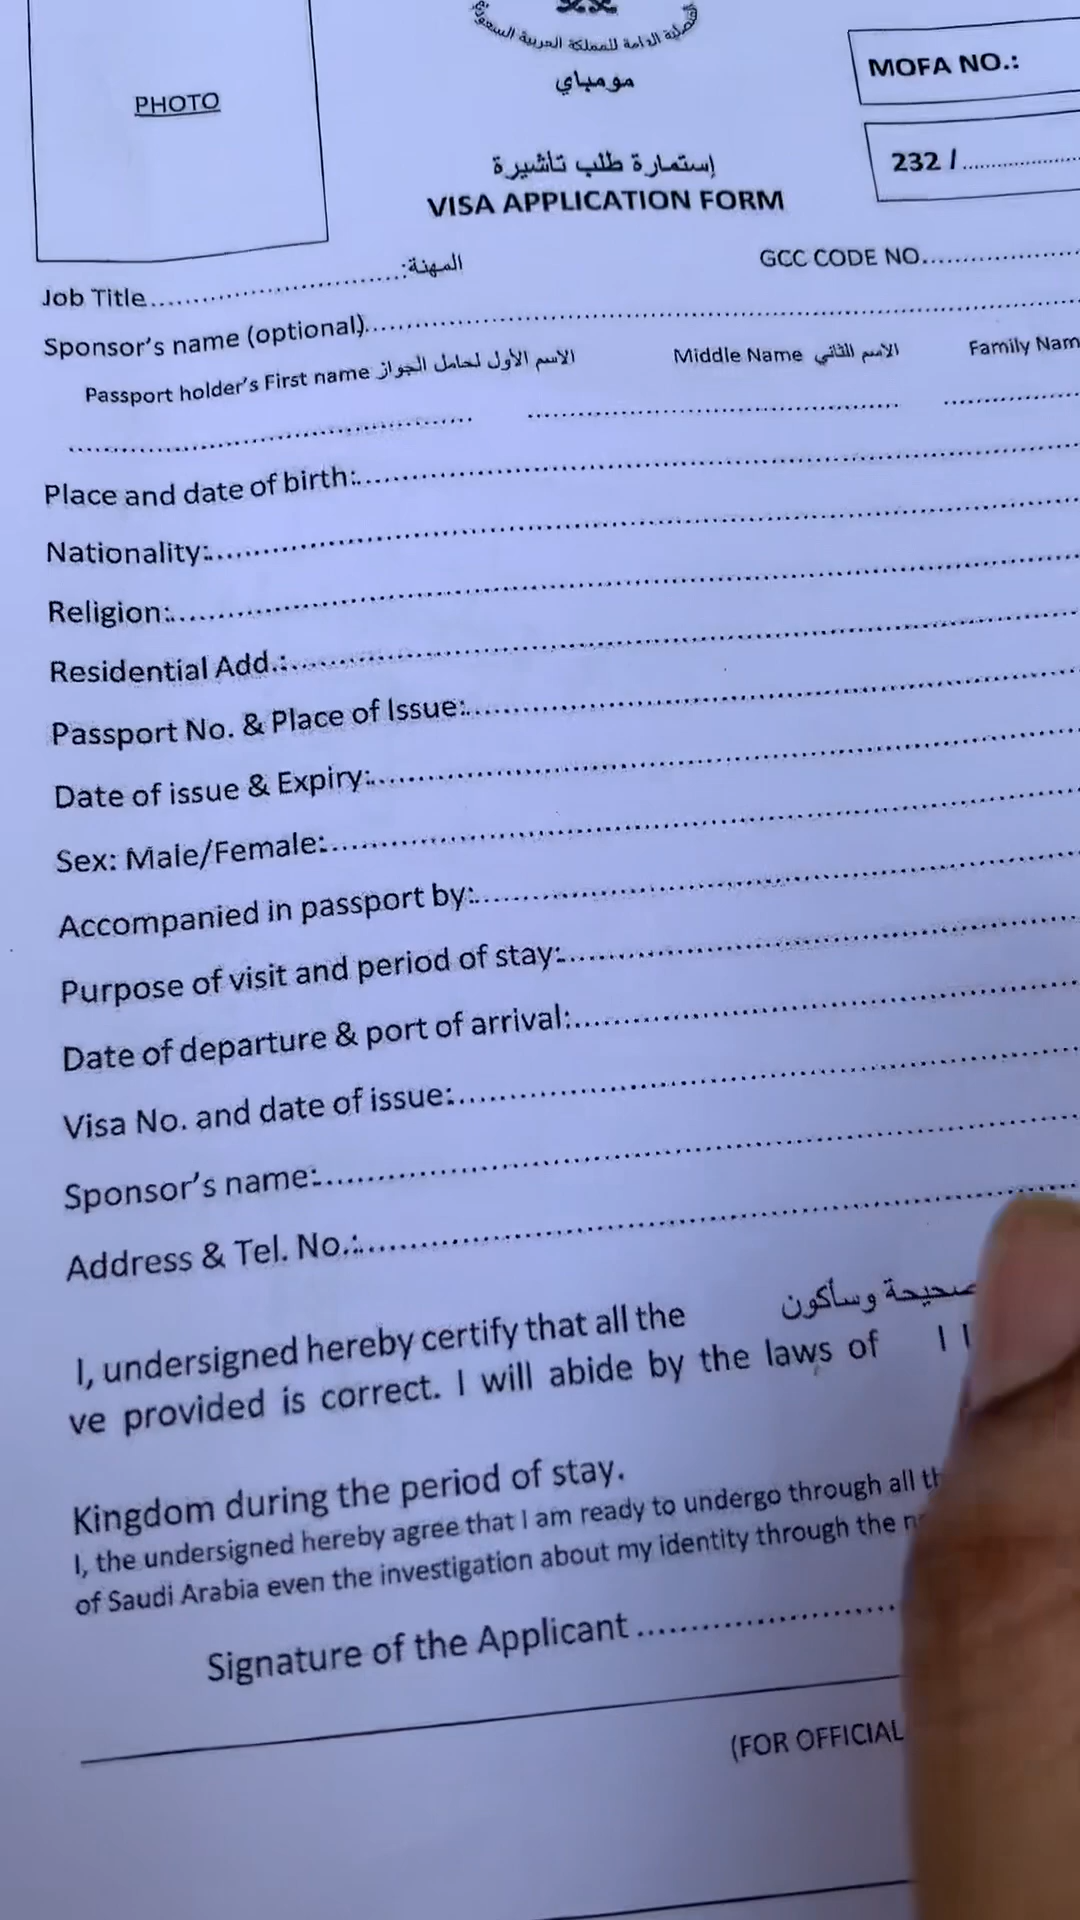 العامة للمملكة العربية
مومباي
PHOTO
MOFA NO.:
232 /..............
إستمارة طلب تاشيرة
VISA APPLICATION FORM
Job Title..............................:المهنة
GCC CODE NO....................
Sponsor's name (optional)..............................
Passport holder's First name الاسم الأول لحامل الجواز Middle Name الاسم الثاني Family Nam
Place and date of birth:..............................
Nationality:..............................
Religion:..............................
Residential Add.:..............................
Passport No. & Place of Issue:..............................
Date of issue & Expiry:..............................
Sex: Male/Female:..............................
Accompanied in passport by:..............................
Purpose of visit and period of stay:..............................
Date of departure & port of arrival:..............................
Visa No. and date of issue:..............................
Sponsor's name:..............................
Address & Tel. No.:..............................
صحيحة وسأكون
I, undersigned hereby certify that all the
ve provided is correct. I will abide by the laws of
Kingdom during the period of stay.
I, the undersigned hereby agree that I am ready to undergo through all
of Saudi Arabia even the investigation about my identity through the
Signature of the Applicant..............................
(FOR OFFICIAL